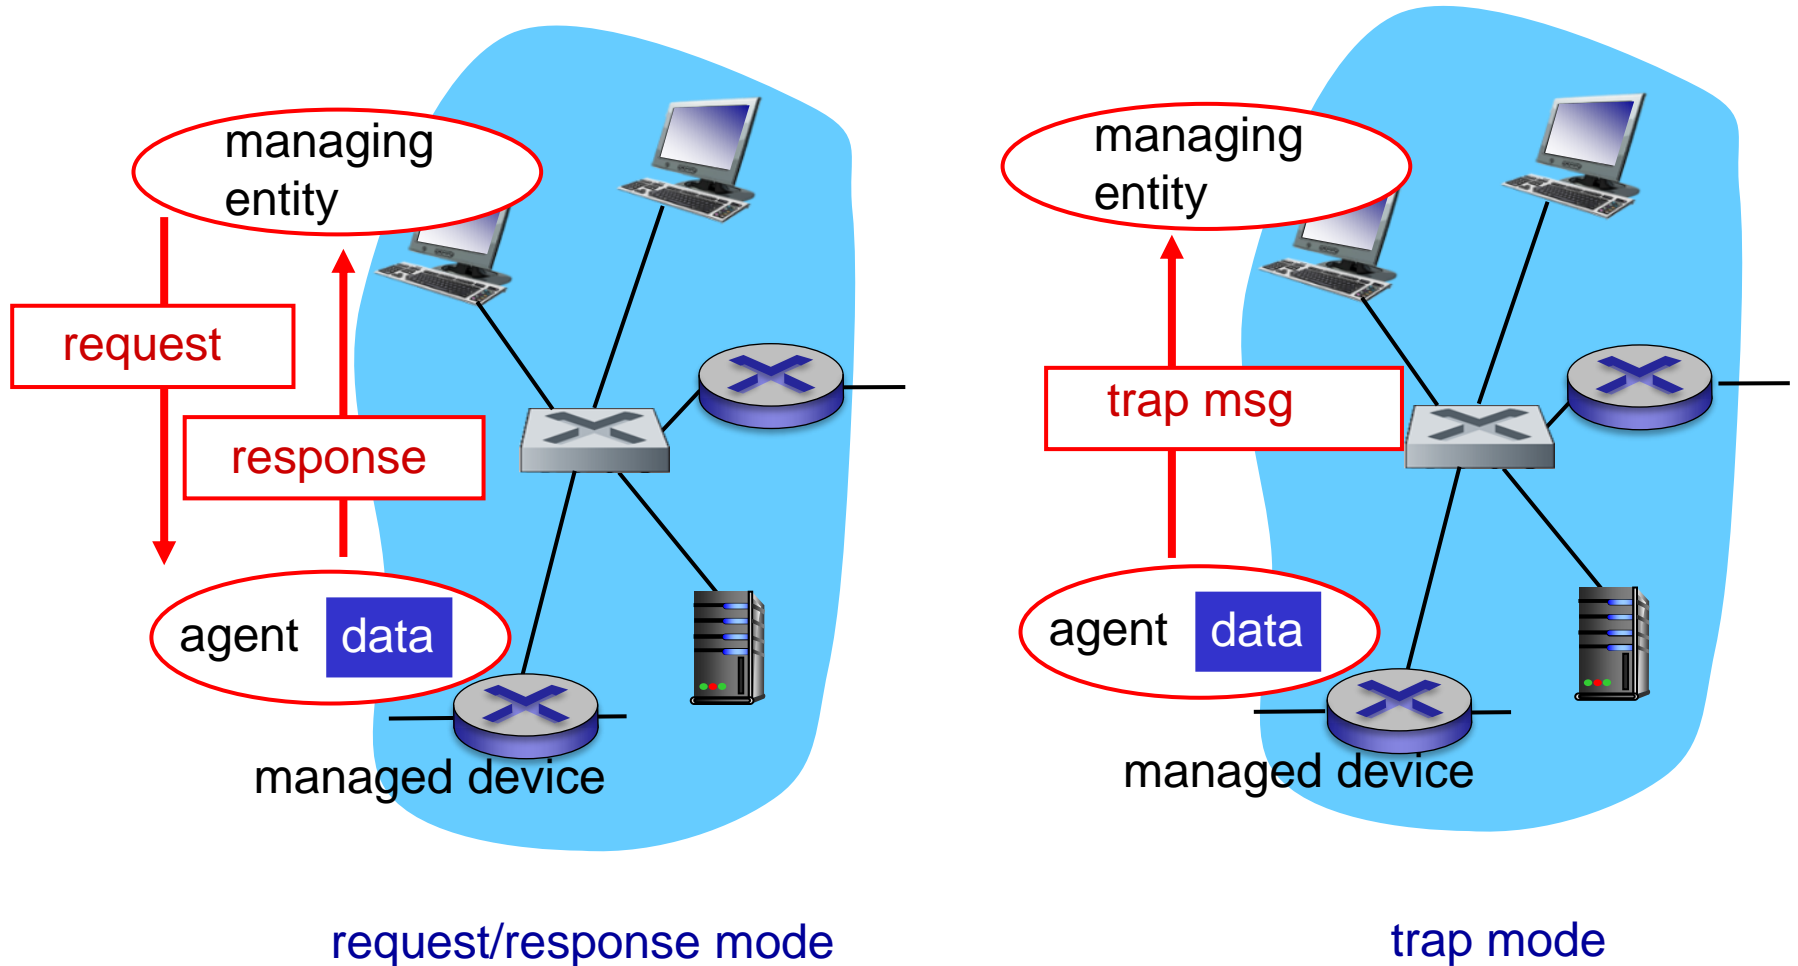 managing
entity
request
response
agent data
managed device
request/response mode
managing
entity
trap msg
agent data
managed device
trap mode